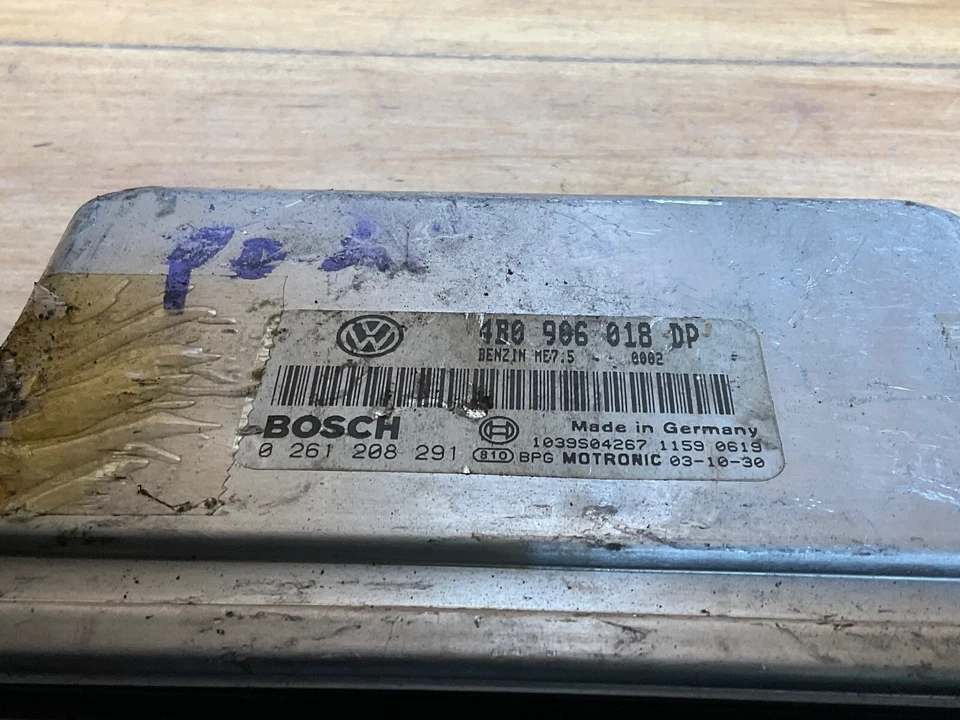 4B0 906 018 DP
BENZIN ME7.5 - 0002
BOSCH
Made in Germany
0 261 208 291
1039S04267 1159 0619
810 BPG MOTRONIC 03-10-30